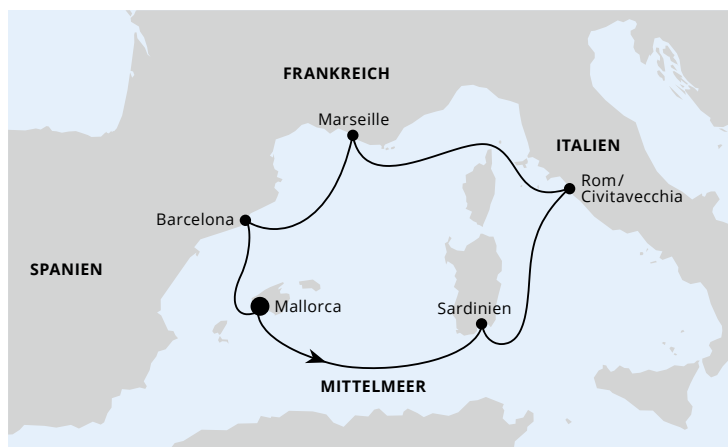 FRANKREICH
Marseille
ITALIEN
Rom/
Civitavecchia
Barcelona
SPANIEN
Mallorca
Sardinien
MITTELMEER